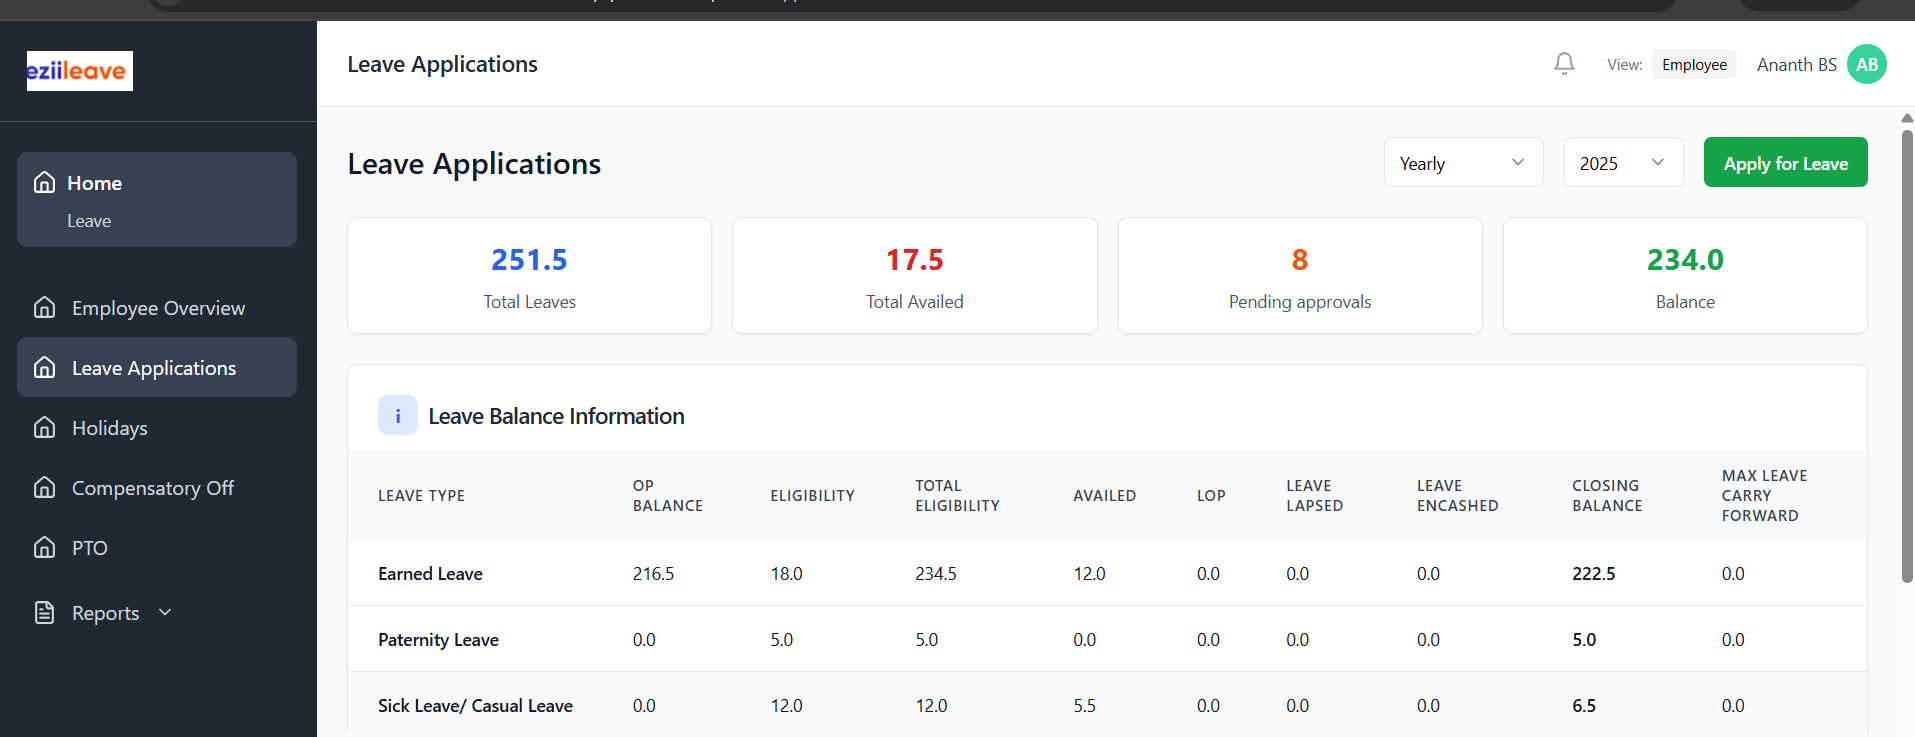 eziileave
Leave Applications
View: Employee Ananth BS AB
Home
Leave
Employee Overview
Leave Applications
Holidays
Compensatory Off
PTO
Reports
Leave Applications
Yearly 2025 Apply for Leave
251.5
Total Leaves
17.5
Total Availed
8
Pending approvals
234.0
Balance
i Leave Balance Information
LEAVE TYPE OP BALANCE ELIGIBILITY TOTAL ELIGIBILITY AVAILED LOP LEAVE LAPSED LEAVE ENCASHED CLOSING BALANCE MAX LEAVE CARRY FORWARD
Earned Leave 216.5 18.0 234.5 12.0 0.0 0.0 0.0 222.5 0.0
Paternity Leave 0.0 5.0 5.0 0.0 0.0 0.0 0.0 5.0 0.0
Sick Leave/ Casual Leave 0.0 12.0 12.0 5.5 0.0 0.0 0.0 6.5 0.0